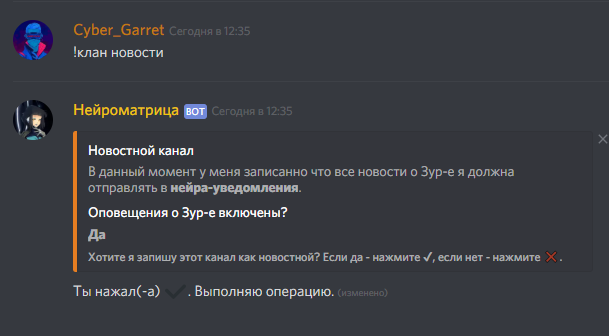 Cyber_Garret Сегодня в 12:35
!клан новости
Нейроматрица BOT Сегодня в 12:35
Новостной канал
В данный момент у меня записанно что все новости о Зур-е я должна
отправлять в нейра-уведомления.
Оповещения о Зур-е включены?
Да
Хотите я запишу этот канал как новостной? Если да - нажмите ✔, если нет - нажмите ❌.
Ты нажал(-а) ✔. Выполняю операцию. (изменено)